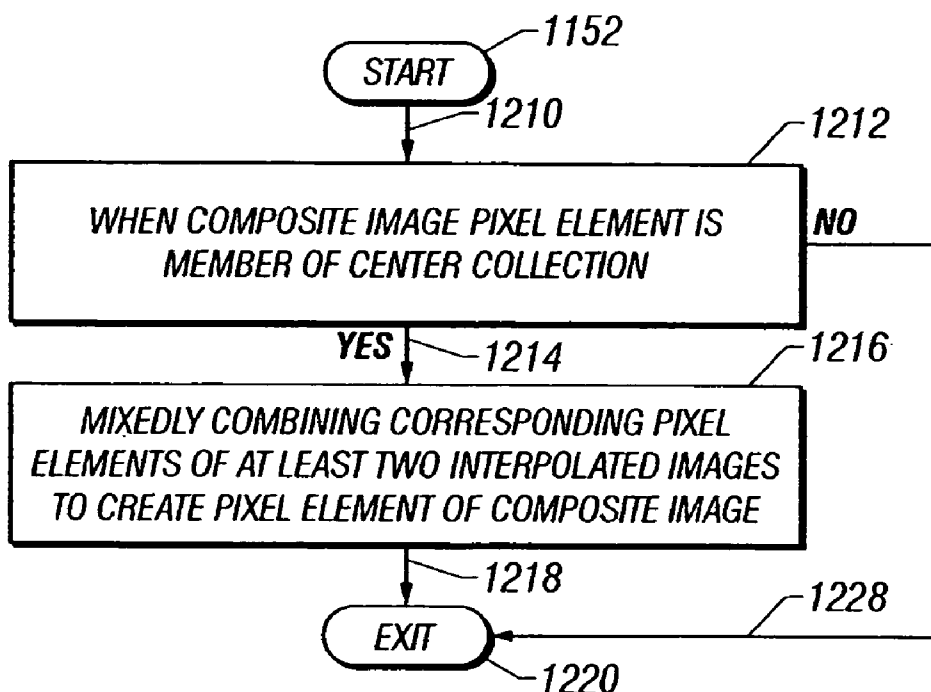 1152
START
1210
1212
WHEN COMPOSITE IMAGE PIXEL ELEMENT IS
MEMBER OF CENTER COLLECTION
NO
YES
1214
1216
MIXEDLY COMBINING CORRESPONDING PIXEL
ELEMENTS OF AT LEAST TWO INTERPOLATED IMAGES
TO CREATE PIXEL ELEMENT OF COMPOSITE IMAGE
1218
1228
EXIT
1220